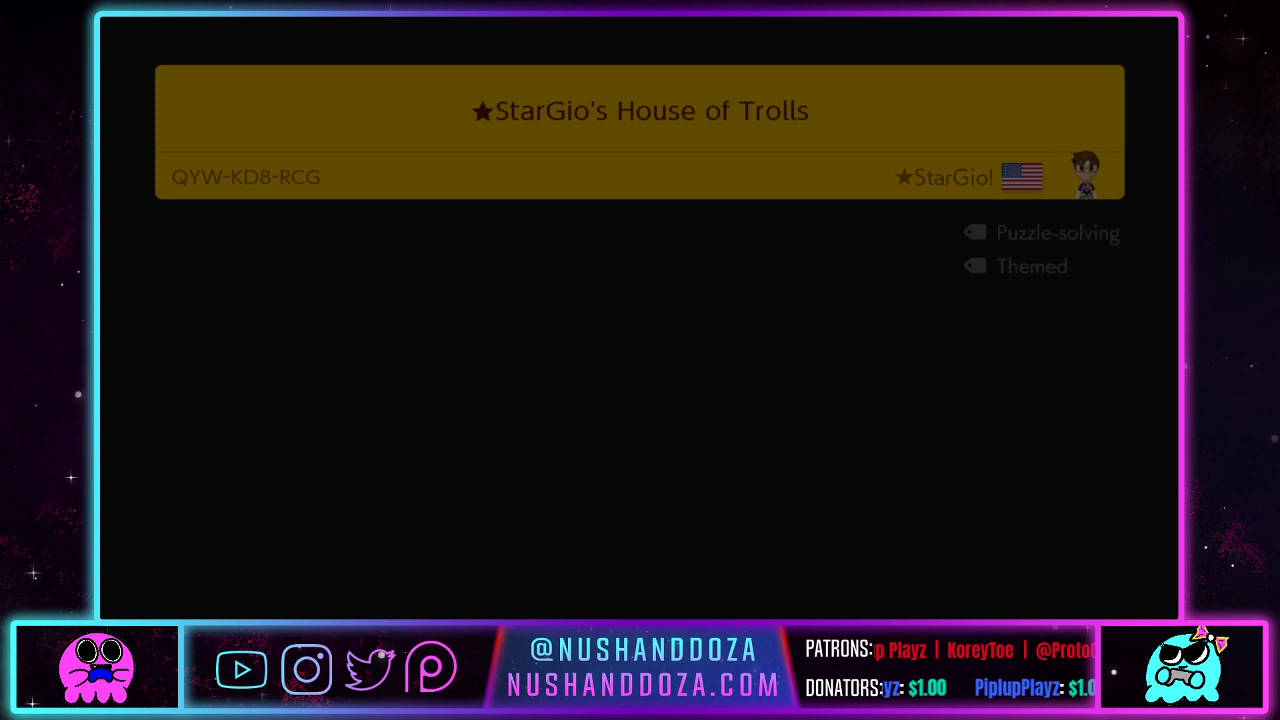 ★StarGio's House of Trolls
QYW-KD8-RCG
★StarGio!
Puzzle-solving
Themed
@NUSHANDDOZA
NUSHANDDOZA.COM
PATRONS: p Playz | KoreyToe | @Proto
DONATORS: yz: $1.00 PiplupPlayz: $1.0